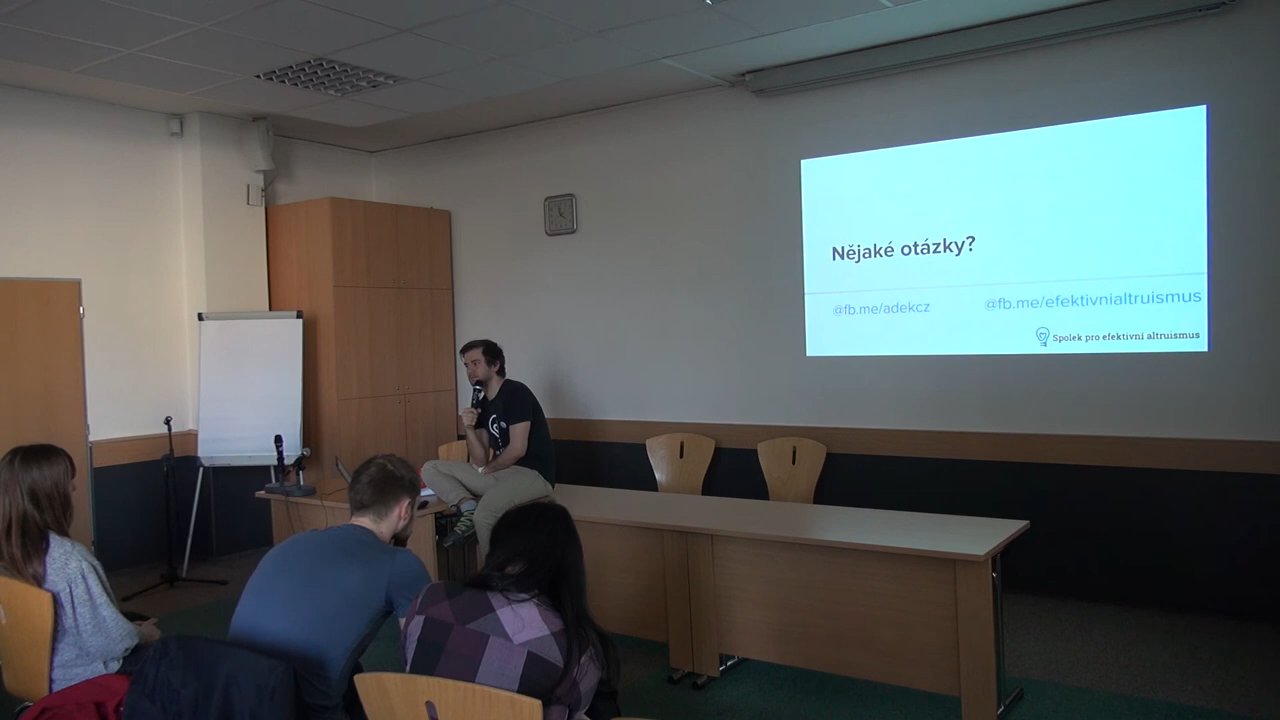 Nějaké otázky?
@fb.me/adekcz
@fb.me/efektivnialtruismus
Spolek pro efektivní altruismus